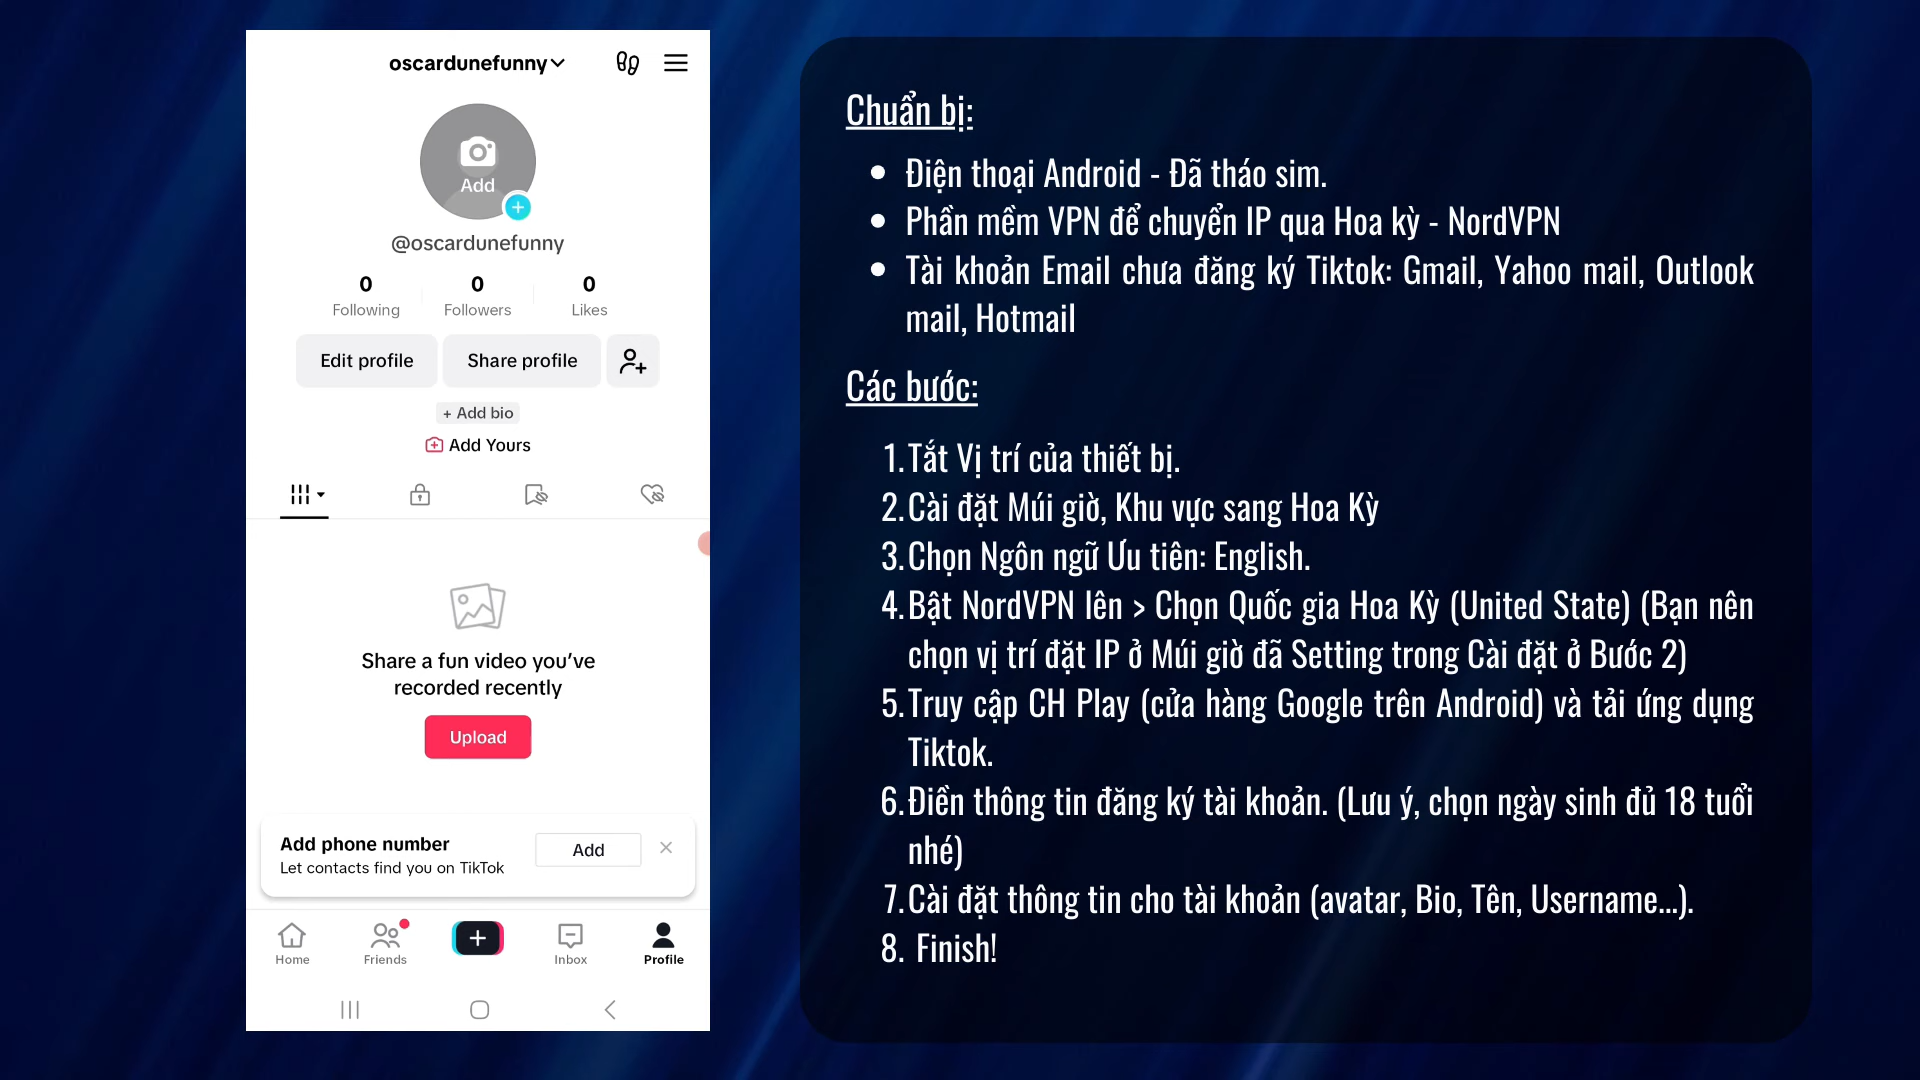 oscardunefunny
Add
@oscardunefunny
0 0 0
Following Followers Likes
Edit profile Share profile
+ Add bio
Add Yours
Share a fun video you’ve
recorded recently
Upload
Add phone number
Let contacts find you on TikTok
Add
Home Friends Inbox Profile
Chuẩn bị:
• Điện thoại Android - Đã tháo sim.
• Phần mềm VPN để chuyển IP qua Hoa kỳ - NordVPN
• Tài khoản Email chưa đăng ký Tiktok: Gmail, Yahoo mail, Outlook
mail, Hotmail
Các bước:
1. Tắt Vị trí của thiết bị.
2. Cài đặt Múi giờ, Khu vực sang Hoa Kỳ
3. Chọn Ngôn ngữ Ưu tiên: English.
4. Bật NordVPN lên > Chọn Quốc gia Hoa Kỳ (United State) (Bạn nên
chọn vị trí đặt IP ở Múi giờ đã Setting trong Cài đặt ở Bước 2)
5. Truy cập CH Play (cửa hàng Google trên Android) và tải ứng dụng
Tiktok.
6. Điền thông tin đăng ký tài khoản. (Lưu ý, chọn ngày sinh đủ 18 tuổi
nhé)
7. Cài đặt thông tin cho tài khoản (avatar, Bio, Tên, Username...).
8. Finish!